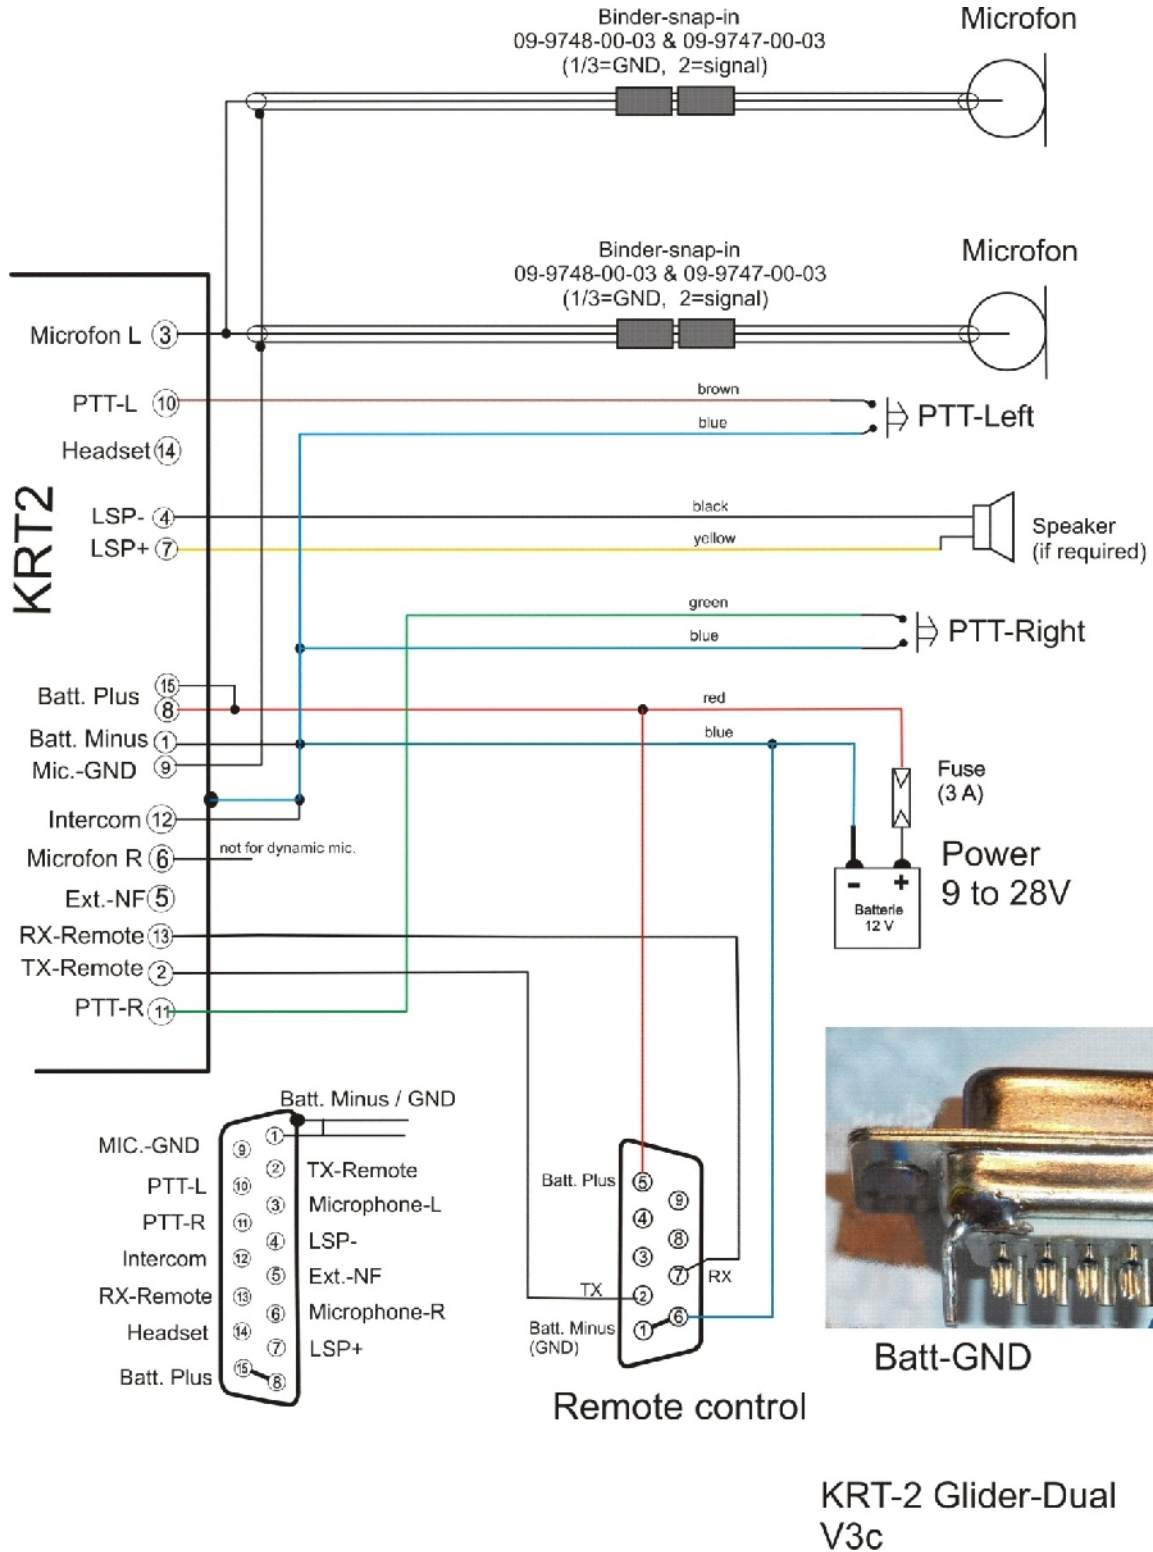 Binder-snap-in
09-9748-00-03 & 09-9747-00-03
(1/3=GND, 2=signal)
Microfon
Binder-snap-in
09-9748-00-03 & 09-9747-00-03
(1/3=GND, 2=signal)
Microfon
KRT2
Microfon L 3
PTT-L 10
brown
blue
PTT-Left
Headset 14
LSP- 4
black
LSP+ 7
yellow
Speaker
(if required)
green
blue
PTT-Right
Batt. Plus
15
8
red
Batt. Minus 1
blue
Mic.-GND 9
Fuse
(3 A)
Intercom 12
Microfon R 6
not for dynamic mic.
Power
9 to 28V
- +
Batterie
12 V
Ext.-NF 5
RX-Remote 13
TX-Remote 2
PTT-R 11
Batt. Minus / GND
MIC.-GND 9
1
2 TX-Remote
PTT-L 10
3 Microphone-L
PTT-R 11
4 LSP-
Intercom 12
5 Ext.-NF
RX-Remote 13
6 Microphone-R
Headset 14
7 LSP+
Batt. Plus 15
8
Batt. Plus 5
9
4
8
3
7 RX
TX 2
6
Batt. Minus
(GND)
1
Remote control
Batt-GND
KRT-2 Glider-Dual
V3c